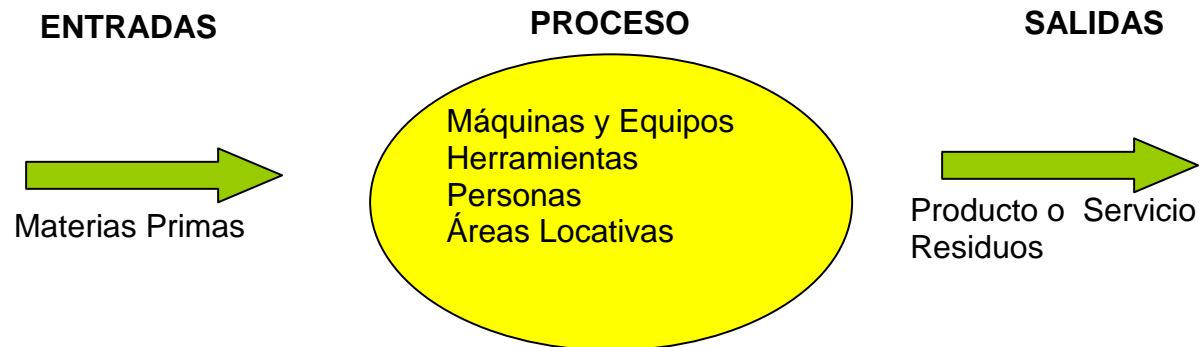 ENTRADAS
PROCESO
SALIDAS
Máquinas y Equipos
Herramientas
Personas
Áreas Locativas
Materias Primas
Producto o Servicio
Residuos